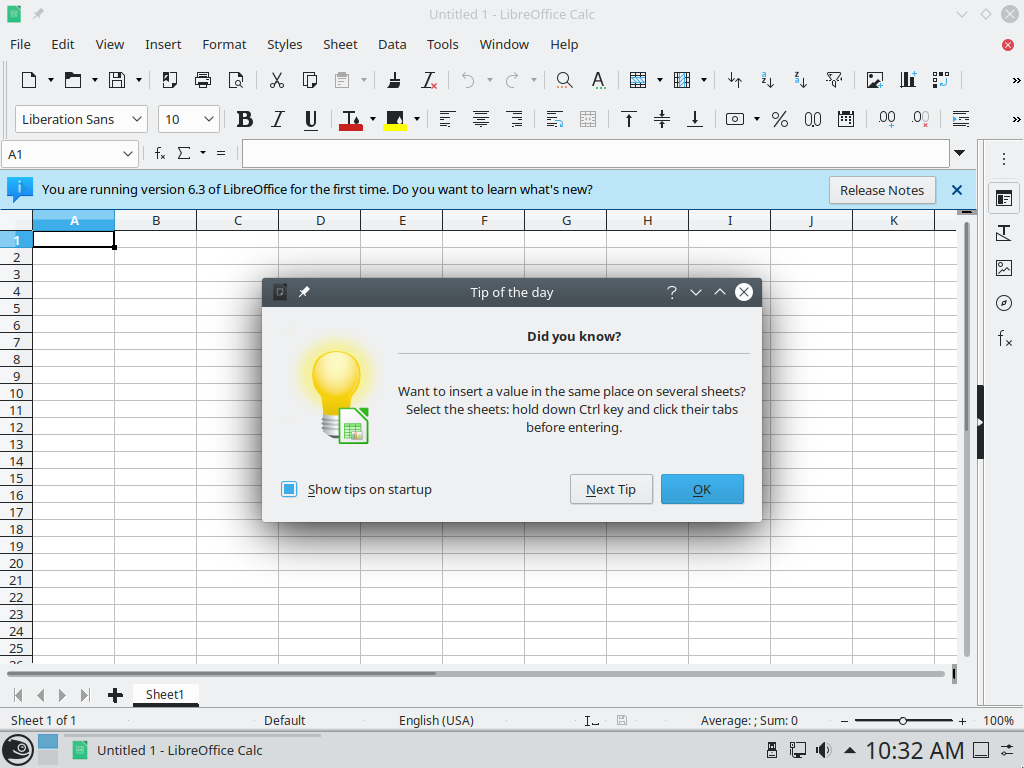 Untitled 1 - LibreOffice Calc
File Edit View Insert Format Styles Sheet Data Tools Window Help
Liberation Sans 10
A1
You are running version 6.3 of LibreOffice for the first time. Do you want to learn what's new? Release Notes
A B C D E F G H I J K
1
2
3
4
5
6
7
8
9
10
11
12
13
14
15
16
17
18
19
20
21
22
23
24
25
26
Tip of the day
Did you know?
Want to insert a value in the same place on several sheets?
Select the sheets: hold down Ctrl key and click their tabs
before entering.
Show tips on startup Next Tip OK
Sheet1
Sheet 1 of 1 Default English (USA) Average: ; Sum: 0 100%
Untitled 1 - LibreOffice Calc 10:32 AM